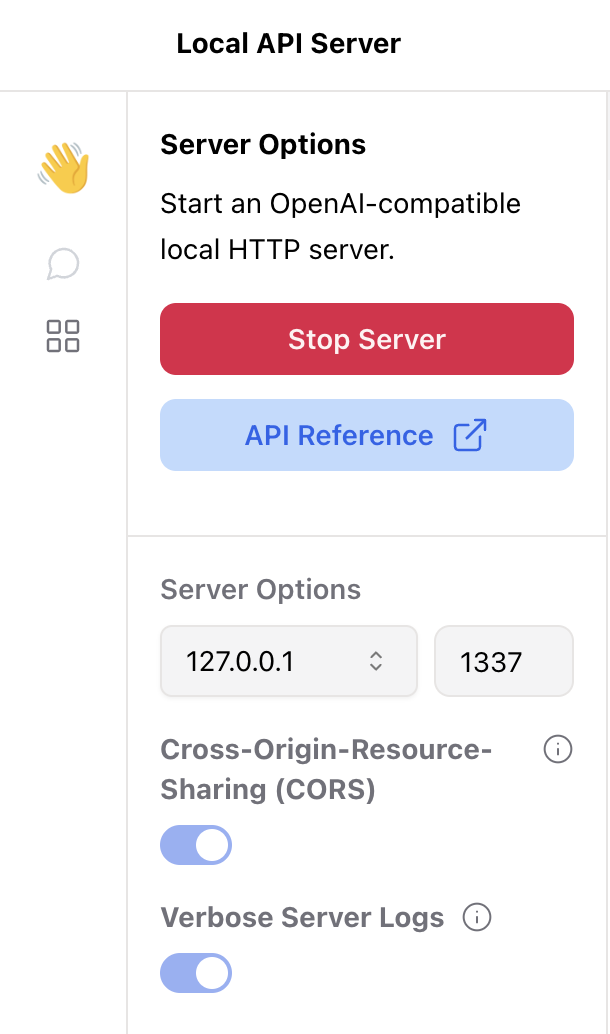 Local API Server
Server Options
Start an OpenAI-compatible
local HTTP server.
Stop Server
API Reference
Server Options
127.0.0.1
1337
Cross-Origin-Resource-
Sharing (CORS)
Verbose Server Logs